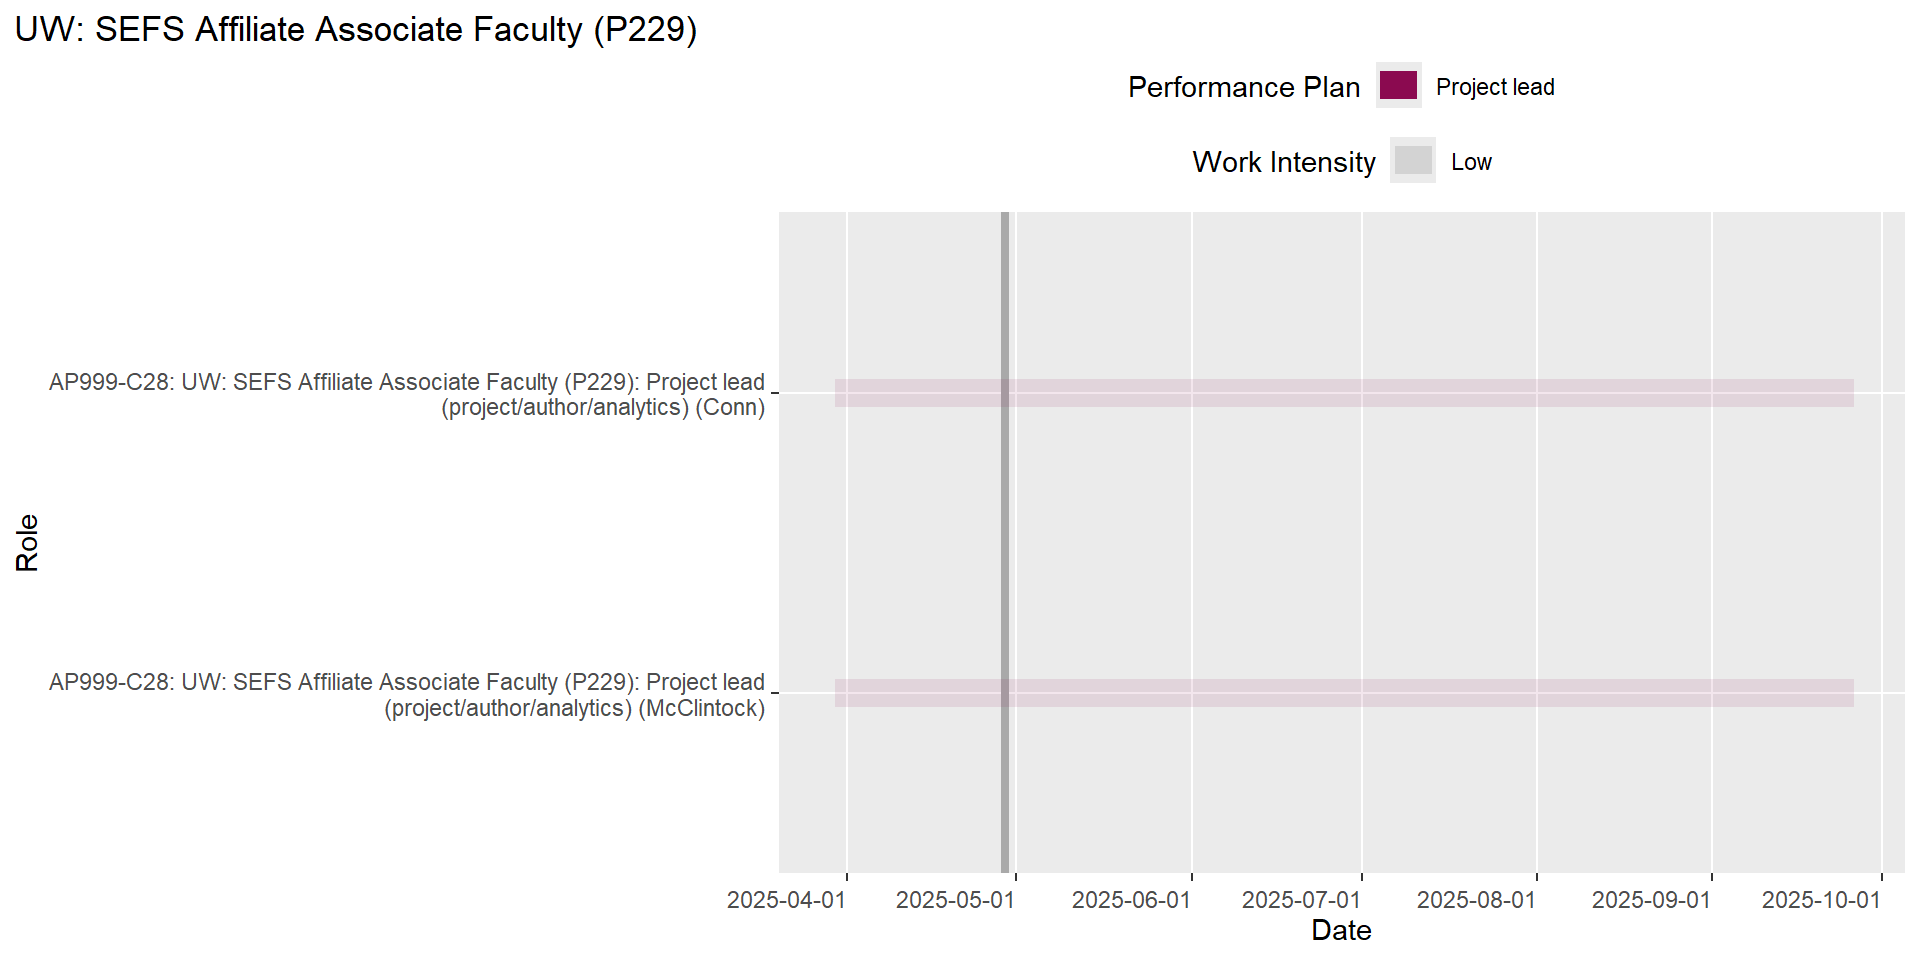 UW: SEFS Affiliate Associate Faculty (P229)
Performance Plan
Project lead
Work Intensity
Low
AP999-C28: UW: SEFS Affiliate Associate Faculty (P229): Project lead
(project/author/analytics) (Conn)
Role
AP999-C28: UW: SEFS Affiliate Associate Faculty (P229): Project lead
(project/author/analytics) (McClintock)
2025-04-01
2025-05-01
2025-06-01
2025-07-01
2025-08-01
2025-09-01
2025-10-01
Date